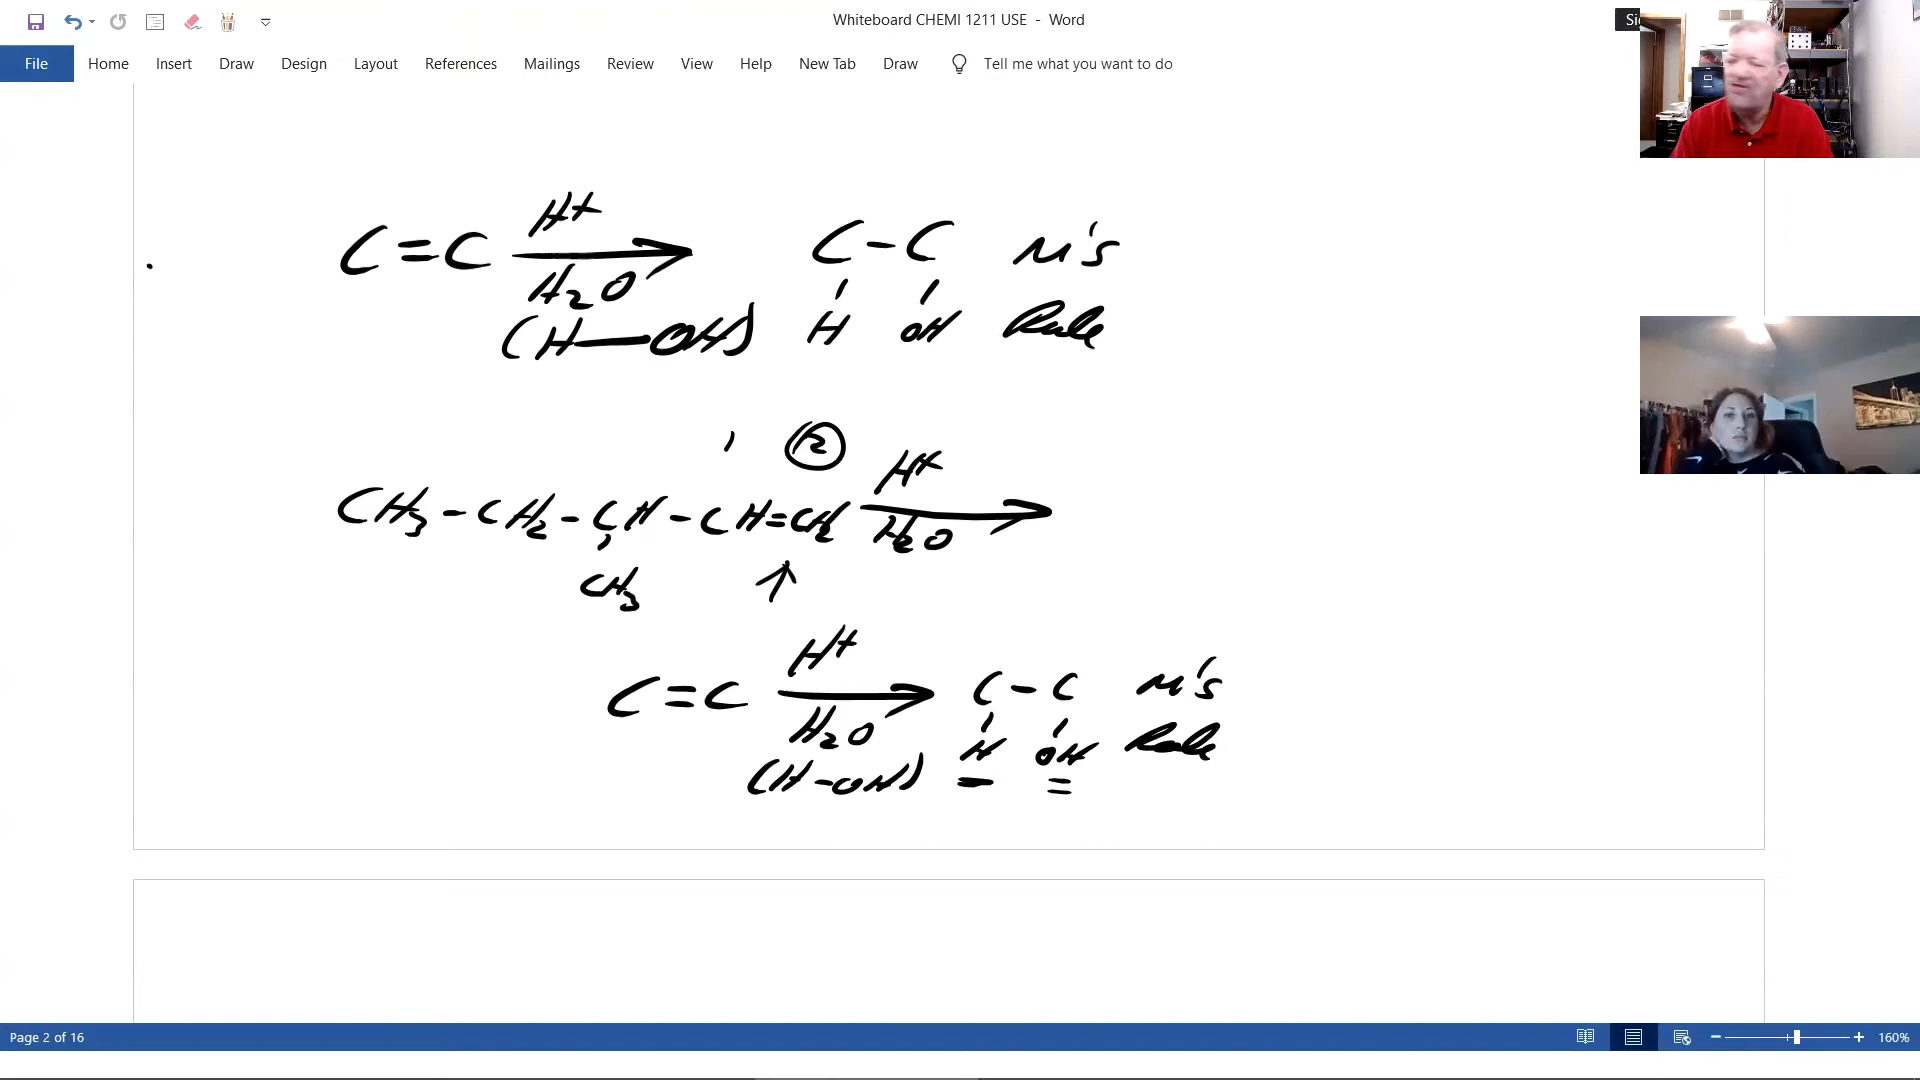 Whiteboard CHEMI 1211 USE - Word
Si
File Home Insert Draw Design Layout References Mailings Review View Help New Tab Draw Tell me what you want to do
H+
C=C → C-C M's
H2O
(H—OH) H OH Rule
1 2
H+
CH3-CH2-CH-CH=CH2 →
H2O
CH3 ↑
H+
C=C → C-C M's
H2O
H OH Rule
(H-OH)
Page 2 of 16 160%